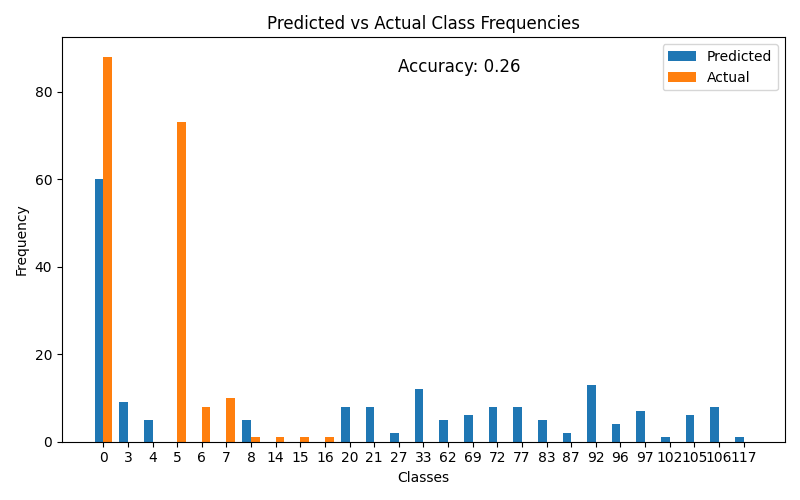 Predicted vs Actual Class Frequencies
Accuracy: 0.26
Predicted
Actual
80
60
40
20
0
Frequency
0 3 4 5 6 7 8 14 15 16 20 21 27 33 62 69 72 77 83 87 92 96 97 102 105 106 117
Classes